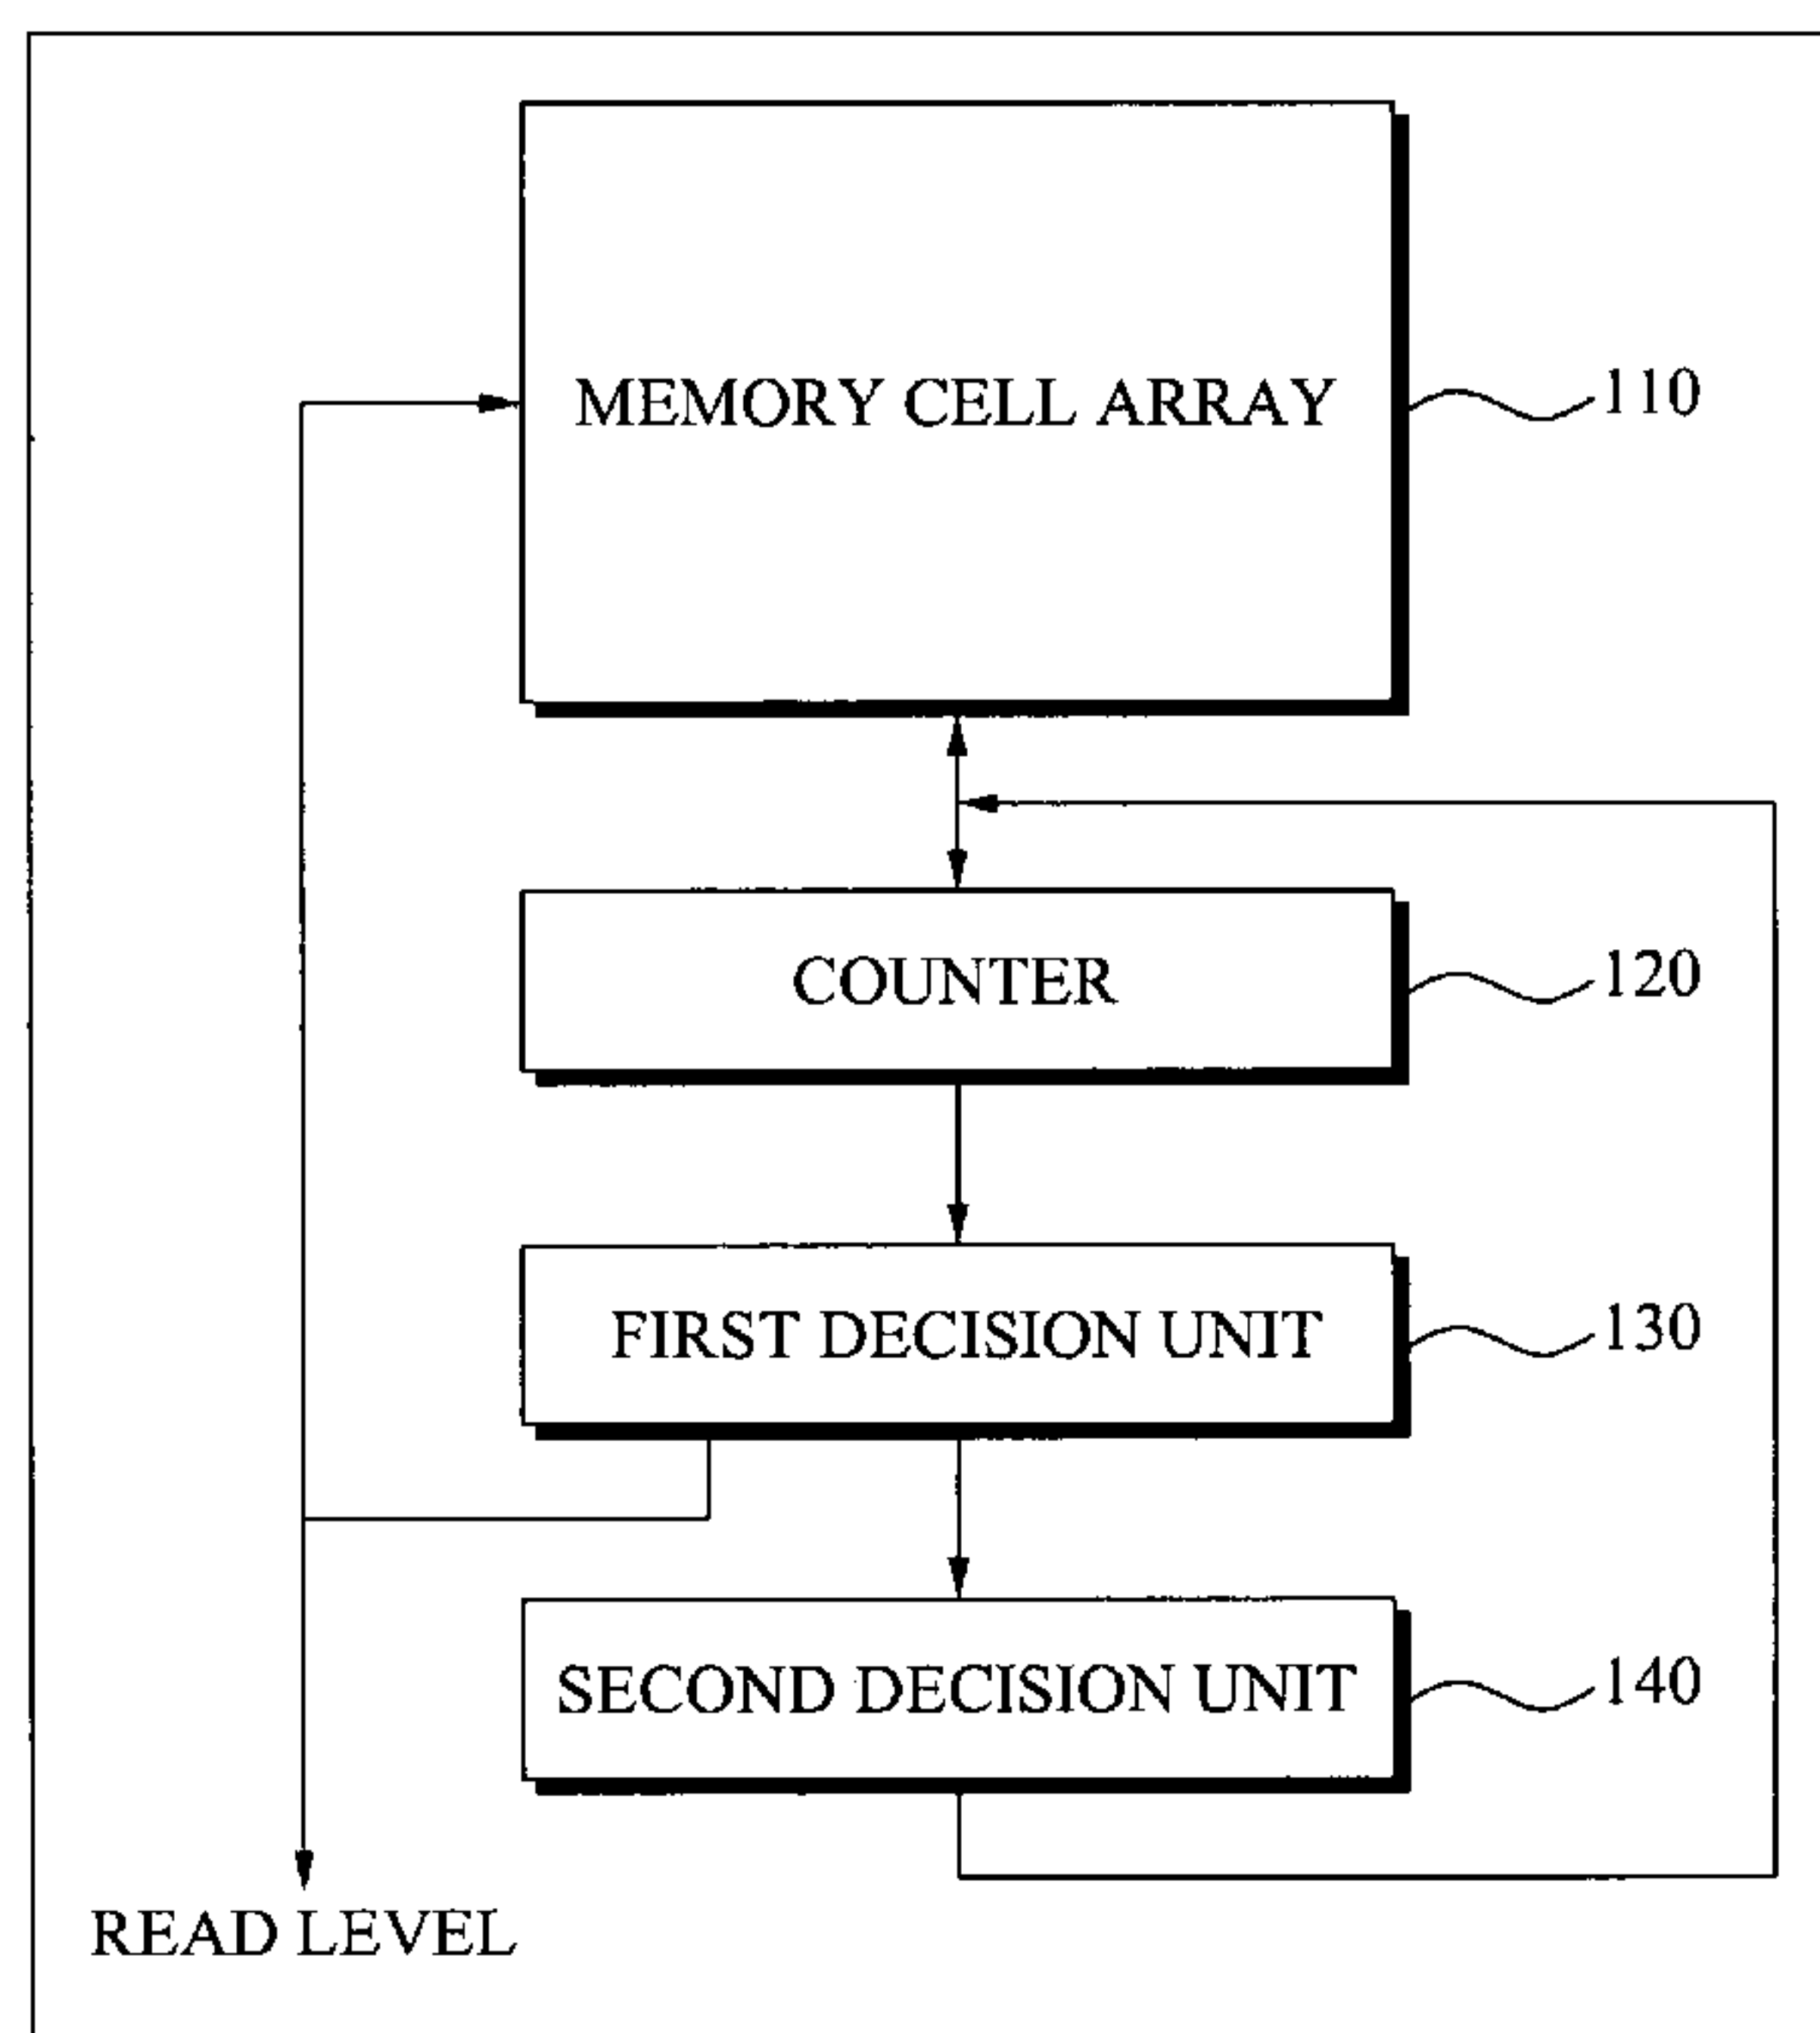 MEMORY CELL ARRAY
110
COUNTER
120
FIRST DECISION UNIT
130
SECOND DECISION UNIT
140
READ LEVEL